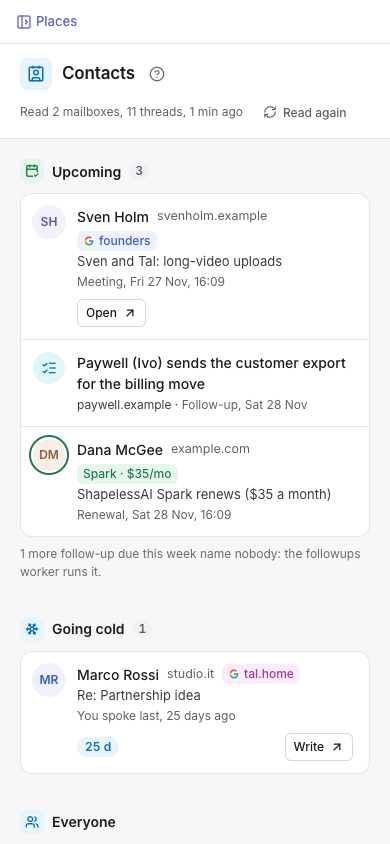 Places
Contacts
Read 2 mailboxes, 11 threads, 1 min ago
Read again
Upcoming 3
SH
Sven Holm svenholm.example
founders
Sven and Tal: long-video uploads
Meeting, Fri 27 Nov, 16:09
Open
Paywell (Ivo) sends the customer export
for the billing move
paywell.example · Follow-up, Sat 28 Nov
DM
Dana McGee example.com
Spark · $35/mo
ShapelessAI Spark renews ($35 a month)
Renewal, Sat 28 Nov, 16:09
1 more follow-up due this week name nobody: the followups
worker runs it.
Going cold 1
MR
Marco Rossi studio.it tal.home
Re: Partnership idea
You spoke last, 25 days ago
25 d
Write
Everyone